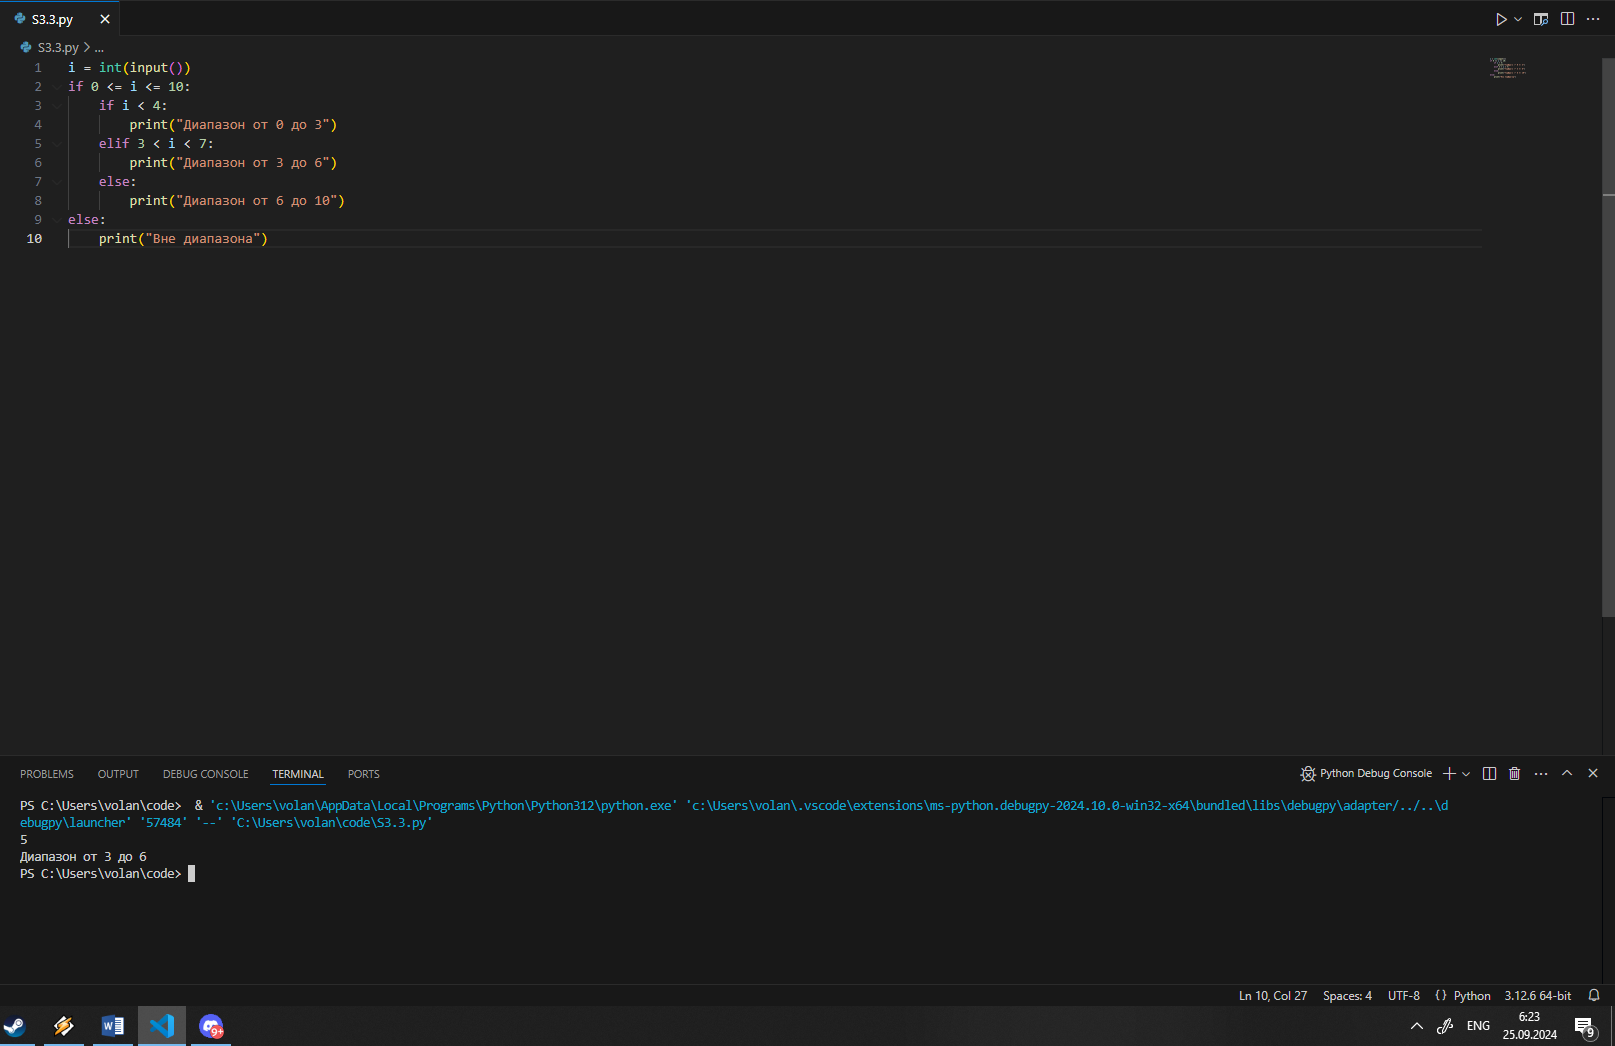 S3.3.py
S3.3.py > ...
1 i = int(input())
2 if 0 <= i <= 10:
3     if i < 4:
4         print("Диапазон от 0 до 3")
5     elif 3 < i < 7:
6         print("Диапазон от 3 до 6")
7     else:
8         print("Диапазон от 6 до 10")
9 else:
10     print("Вне диапазона")
PROBLEMS OUTPUT DEBUG CONSOLE TERMINAL PORTS Python Debug Console
PS C:\Users\volan\code>  & 'c:\Users\volan\AppData\Local\Programs\Python\Python312\python.exe' 'c:\Users\volan\.vscode\extensions\ms-python.debugpy-2024.10.0-win32-x64\bundled\libs\debugpy\adapter/../..\d
ebugpy\launcher' '57484' '--' 'C:\Users\volan\code\S3.3.py'
5
Диапазон от 3 до 6
PS C:\Users\volan\code>
Ln 10, Col 27 Spaces: 4 UTF-8 {} Python 3.12.6 64-bit
9+ ENG 6:23
25.09.2024 9